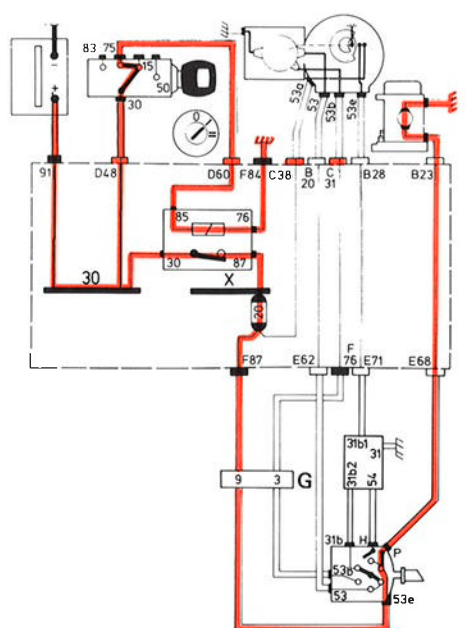 83 75
15
50
30
0
II
53a 53 53b 53e
91 D48 D60 F84 C38 B 20 C 31 B28 B23
85 76
30 87
30 X
20
F87 E62 F 76 E71 E68
31b1
31
9 3 G
31b2 54
31b H P
53b
53
53e